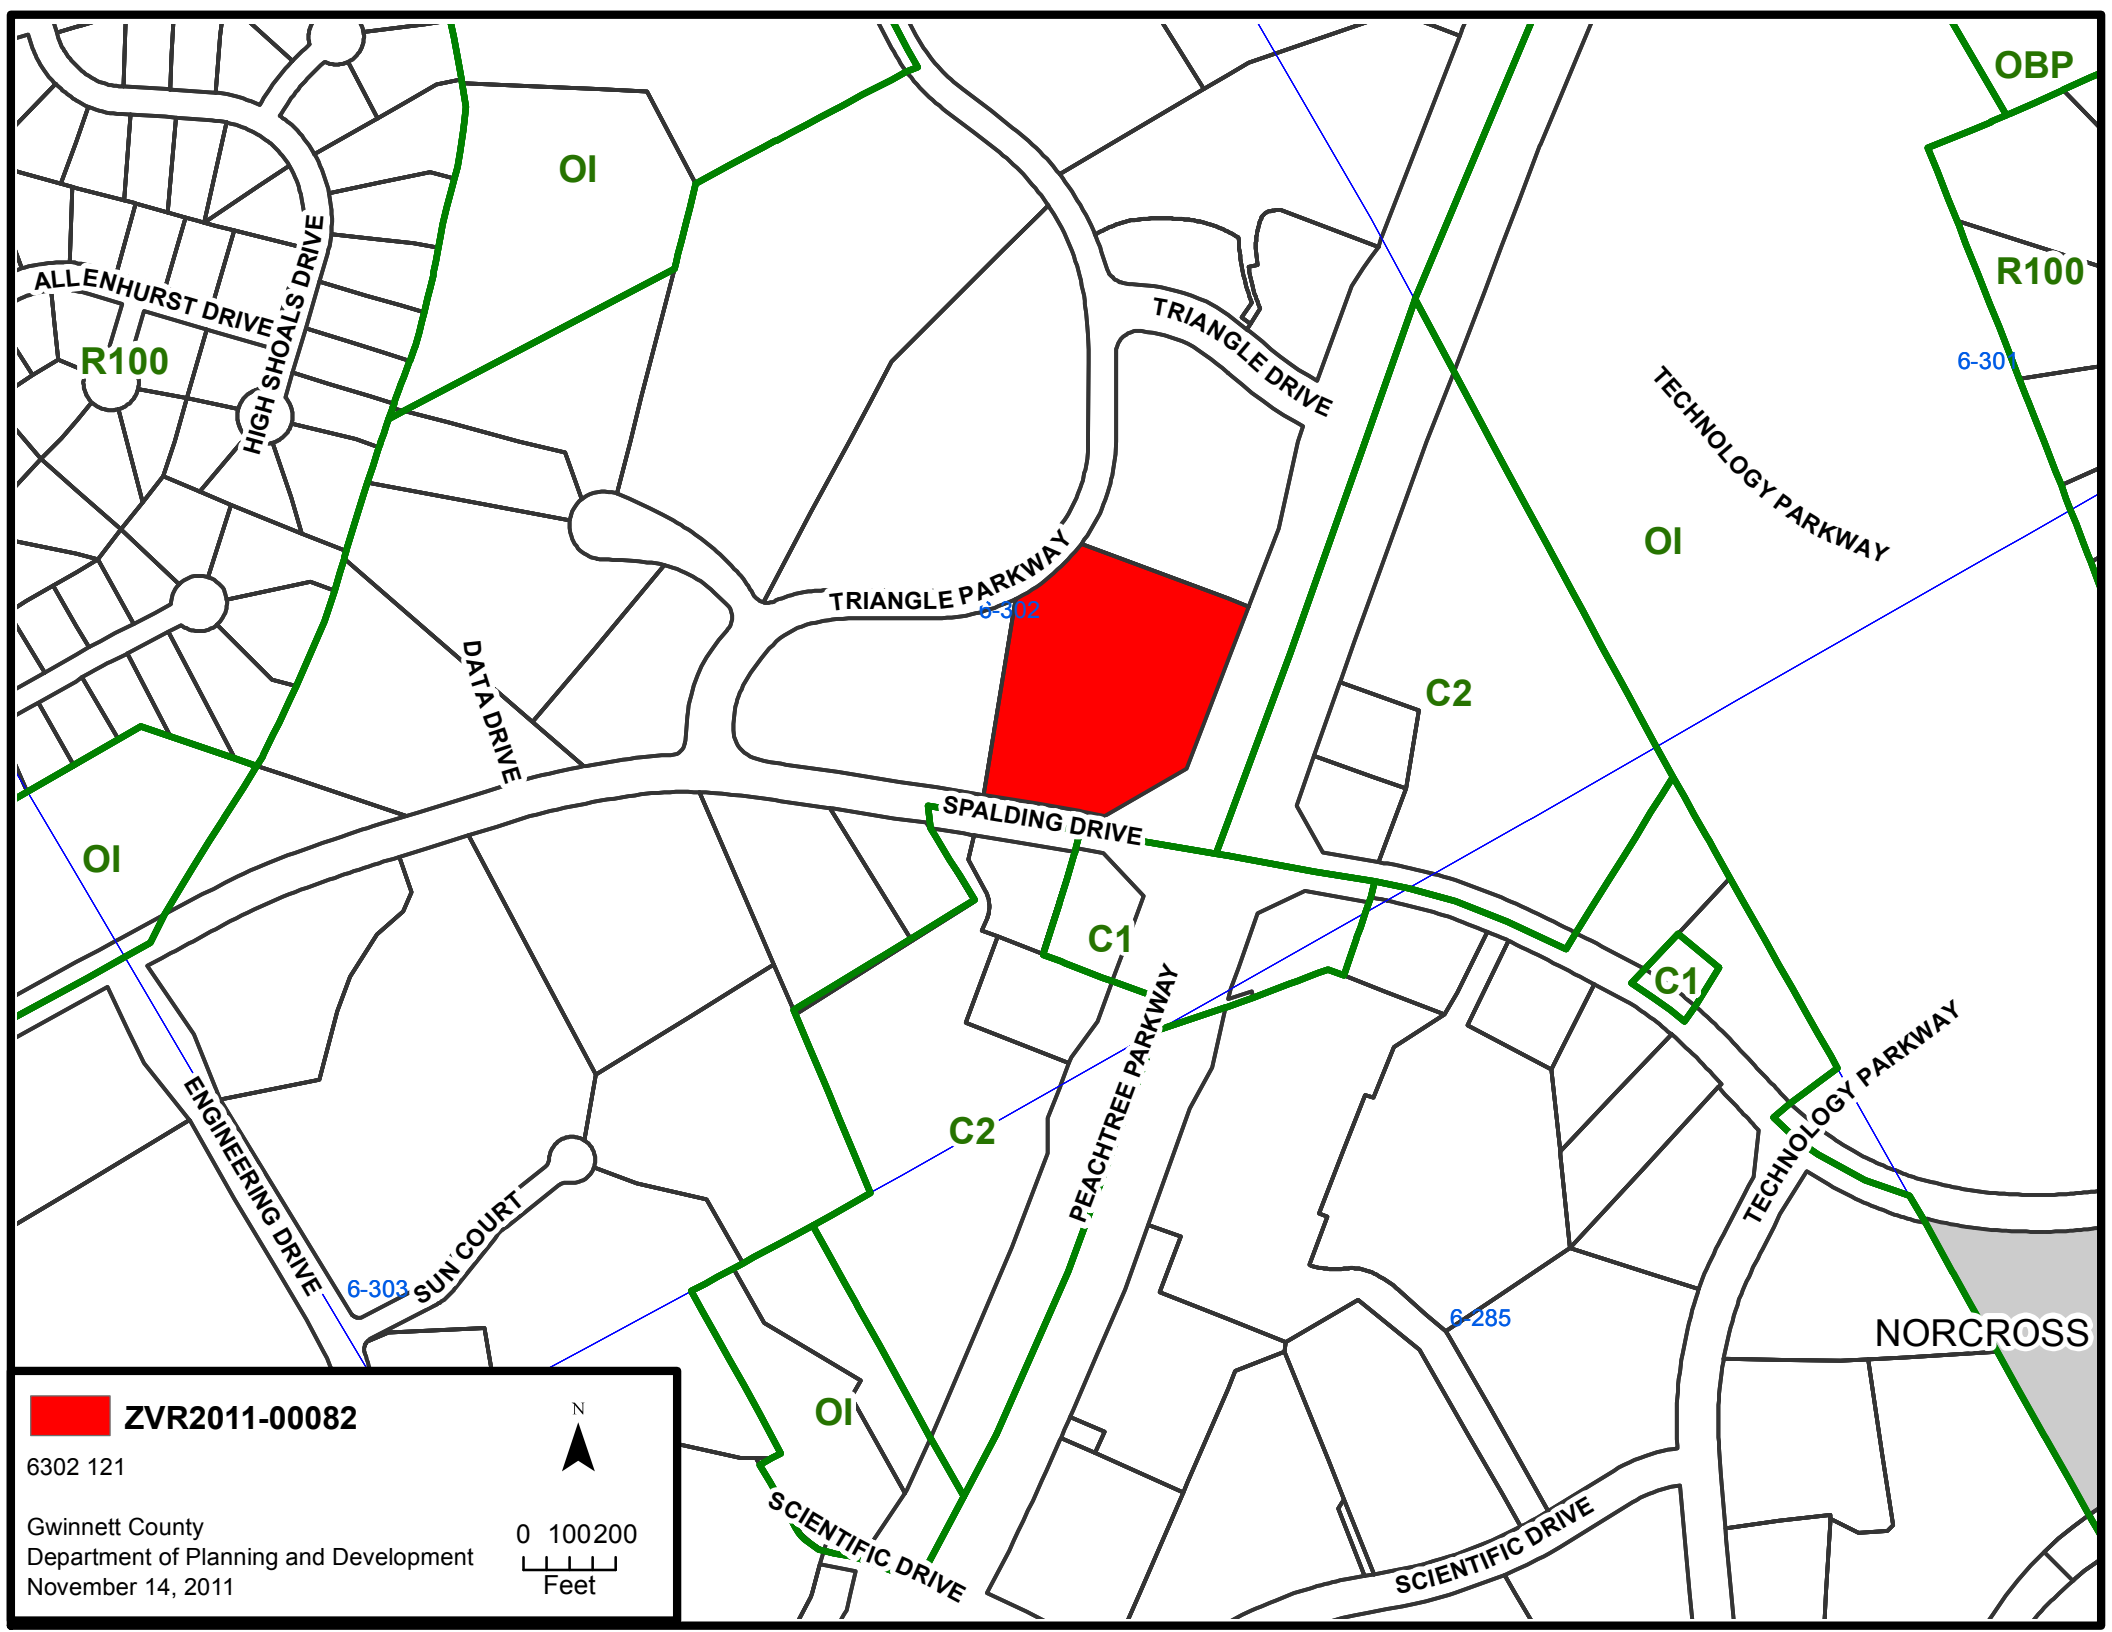 OBP
OI
R100
HIGH SHOALS DRIVE
ALLENHURST DRIVE
TRIANGLE DRIVE
R100
6-301
TECHNOLOGY PARKWAY
OI
TRIANGLE PARKWAY
6-302
DATA DRIVE
C2
SPALDING DRIVE
OI
C1
C1
PEACHTREE PARKWAY
TECHNOLOGY PARKWAY
C2
ENGINEERING DRIVE
SUN COURT
6-303
6-285
NORCROSS
OI
SCIENTIFIC DRIVE
SCIENTIFIC DRIVE
ZVR2011-00082
6302 121
N
Gwinnett County
Department of Planning and Development
November 14, 2011
0 100 200
Feet